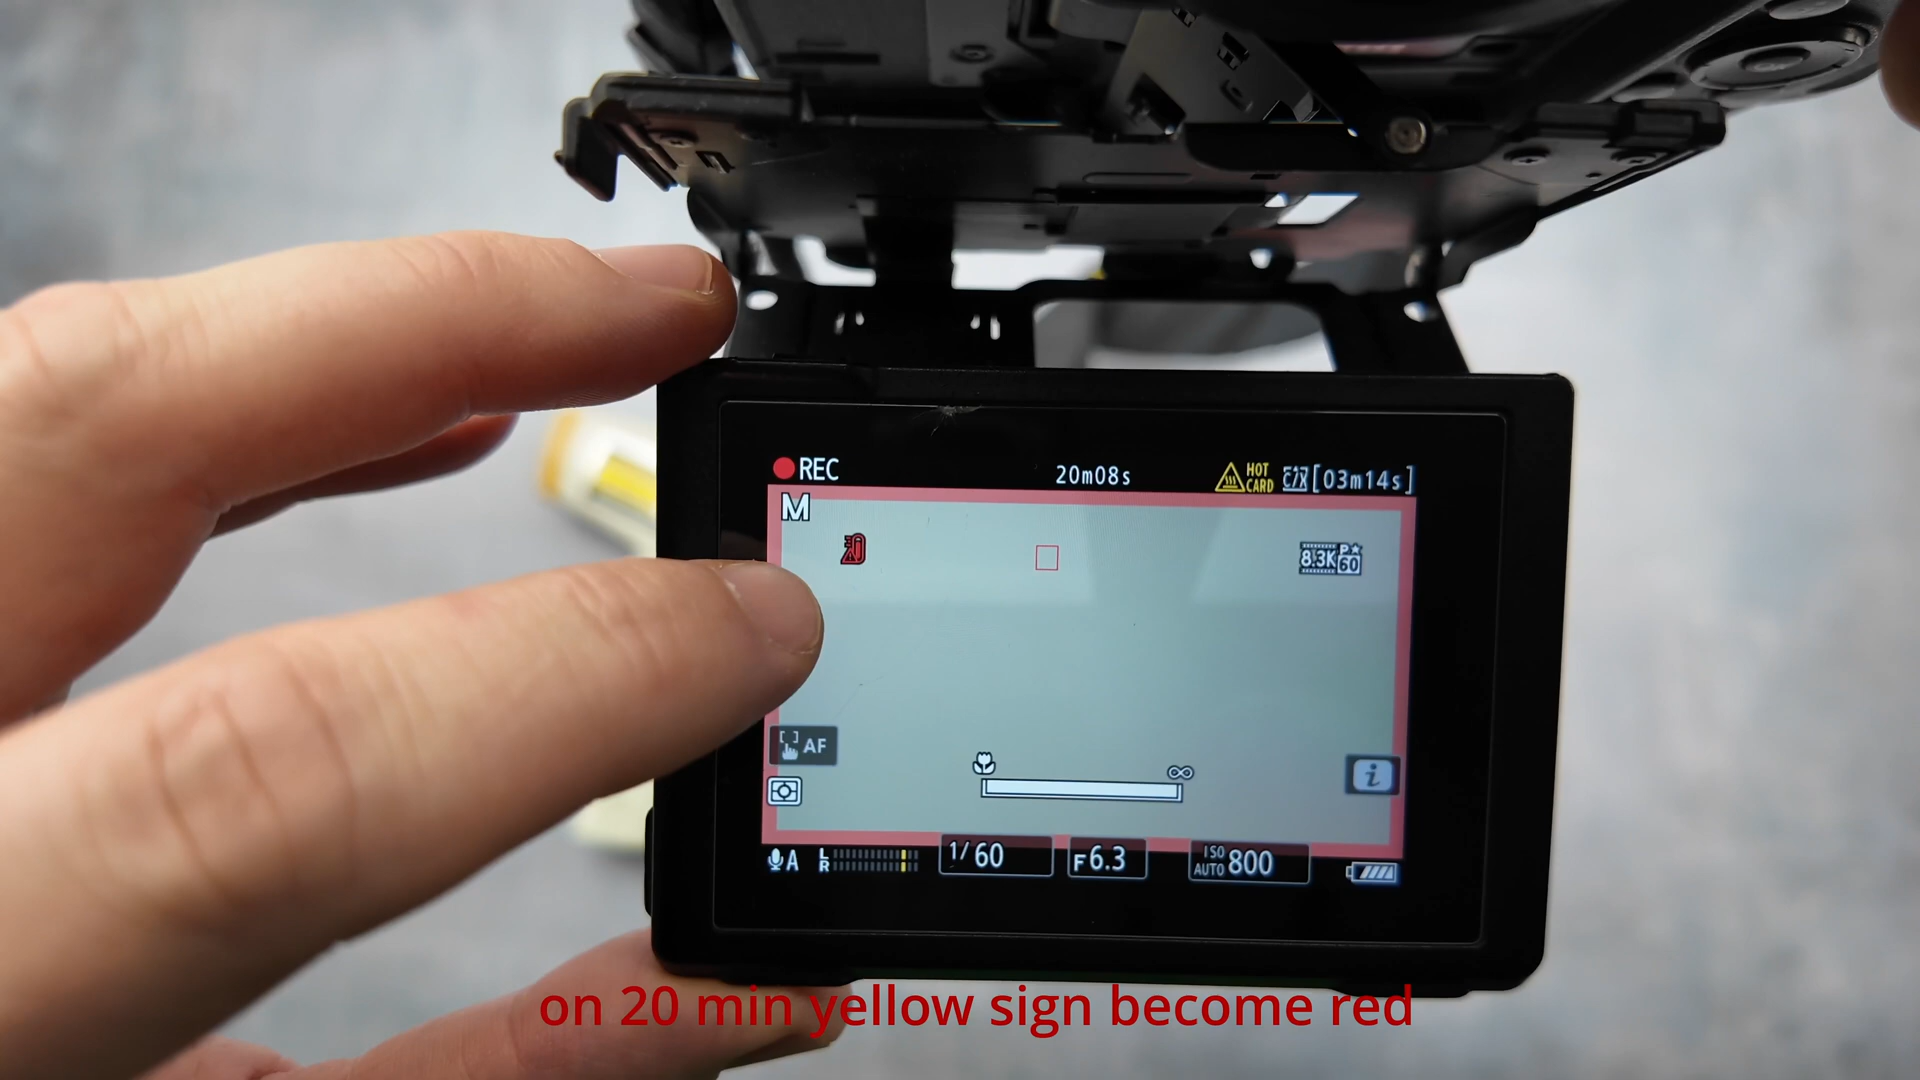 REC
20m08s
HOT
CARD
[03m14s]
M
8.3K
P★
60
AF
i
A
L
R
1/60
F6.3
ISO
AUTO
800
on 20 min yellow sign become red